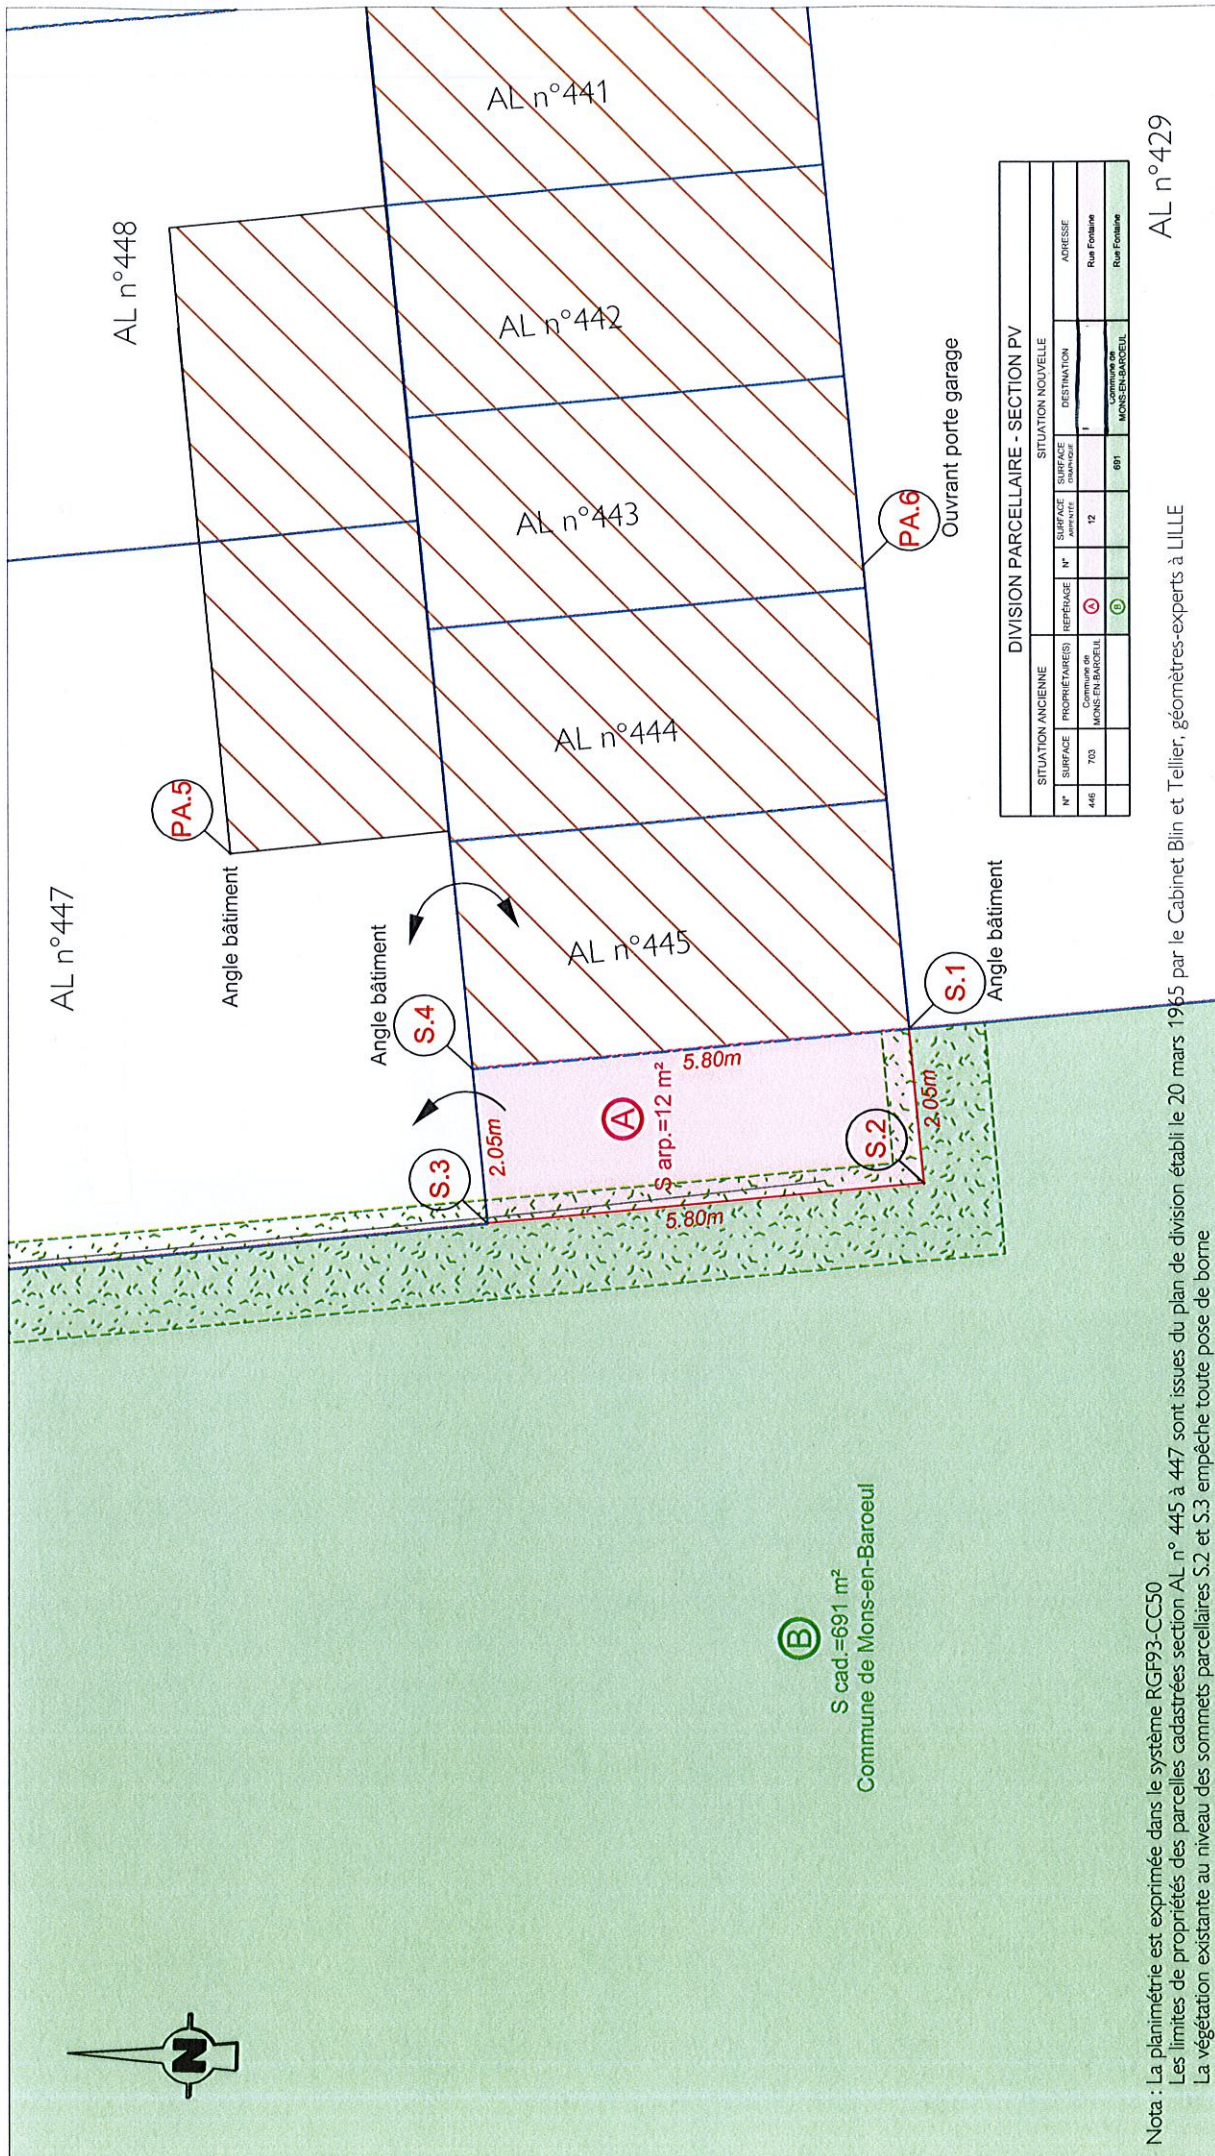 AL n°447
AL n°448
PA.5
Angle bâtiment
Angle bâtiment
S.4
S.3
2.05m
AL n°441
AL n°442
AL n°443
AL n°444
AL n°445
A
S arp.=12 m²
5.80m
5.80m
S.2
2.05m
S.1
Angle bâtiment
PA.6
Ouvrant porte garage
N
B
S cad.=691 m²
Commune de Mons-en-Baroeul
DIVISION PARCELLAIRE - SECTION PV
SITUATION ANCIENNE SITUATION NOUVELLE
N° SURFACE PROPRIÉTAIRE(S) REPÉRAGE N° SURFACE ARPENTÉE SURFACE GRAPHIQUE DESTINATION ADRESSE
446 703 Commune de MONS-EN-BAROEUL A 12 Rue Fontaine
B 691 Commune de MONS-EN-BAROEUL Rue Fontaine
AL n°429
Nota : La planimétrie est exprimée dans le système RGF93-CC50
Les limites de propriétés des parcelles cadastrées section AL n° 445 à 447 sont issues du plan de division établi le 20 mars 1965 par le Cabinet Blin et Tellier, géomètres-experts à LILLE
La végétation existante au niveau des sommets parcellaires S.2 et S.3 empêche toute pose de borne